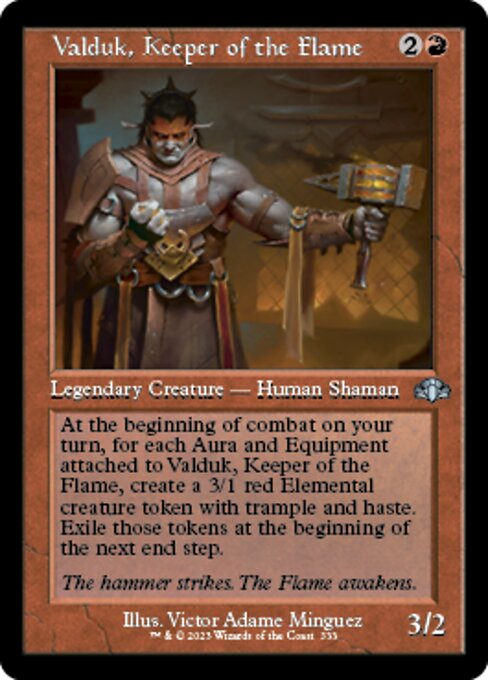 Valduk, Keeper of the Flame 2
Legendary Creature — Human Shaman
At the beginning of combat on your
turn, for each Aura and Equipment
attached to Valduk, Keeper of the
Flame, create a 3/1 red Elemental
creature token with trample and haste.
Exile those tokens at the beginning of
the next end step.
The hammer strikes. The Flame awakens.
Illus. Victor Adame Minguez
™ & © 2023 Wizards of the Coast 333
3/2